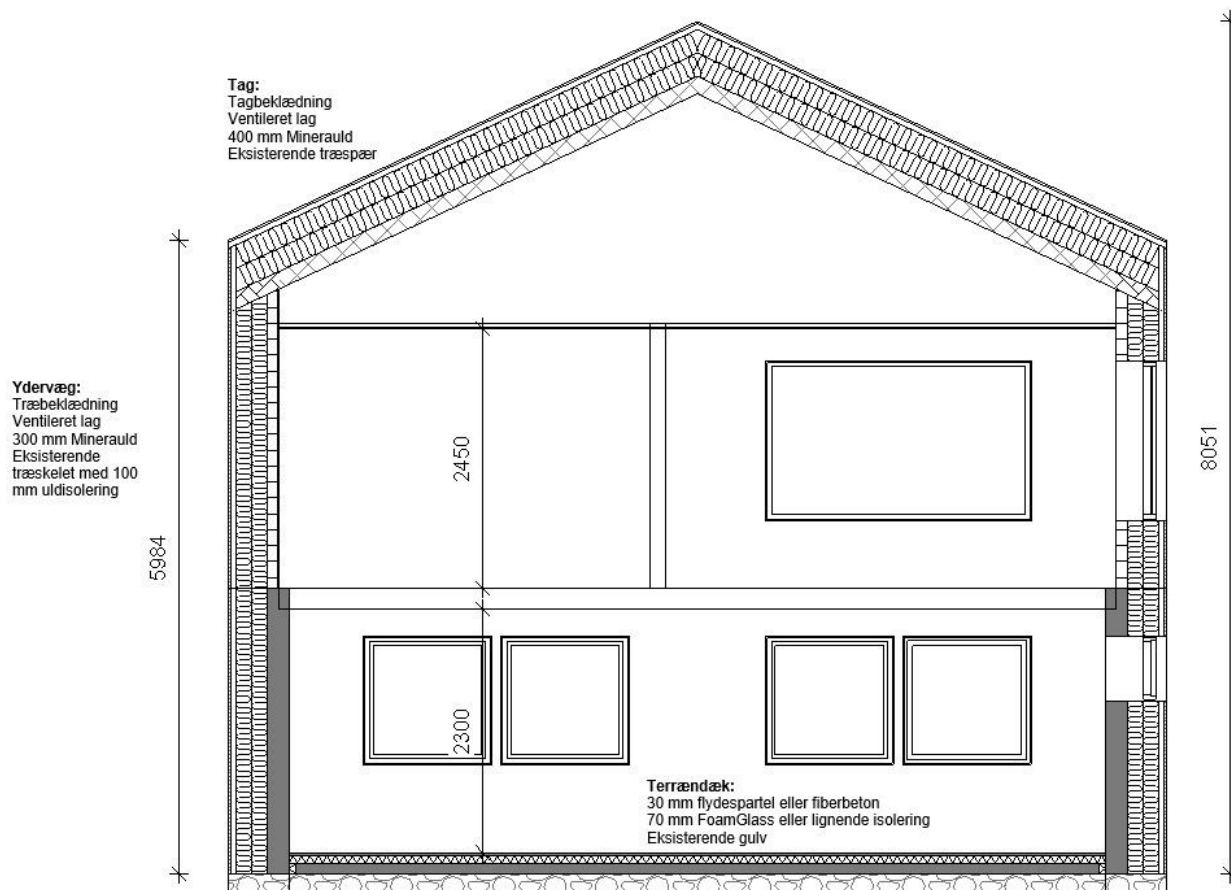 Tag:
Tagbeklædning
Ventileret lag
400 mm Minerauld
Eksisterende træspær
Ydervæg:
Træbeklædning
Ventileret lag
300 mm Minerauld
Eksisterende
træskelet med 100
mm uldisolering
5984
2450
2300
8051
Terrændæk:
30 mm flydespartel eller fiberbeton
70 mm FoamGlass eller lignende isolering
Eksisterende gulv